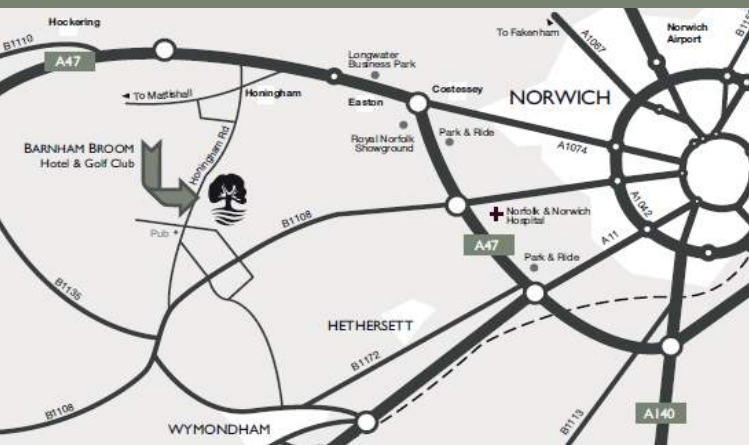 Hockering
B1110
A47
To Mattishall
Honingham
Longwater
Business Park
Easton
Costessey
To Fakenham
A1067
Norwich
Airport
NORWICH
BARNHAM BROOM
Hotel & Golf Club
Honingham Rd
Royal Norfolk
Showground
Park & Ride
A1074
Pub
B1108
Norfolk & Norwich
Hospital
A1042
A47
A11
Park & Ride
B1135
HETHERSETT
B1172
B1108
WYMONDHAM
B1113
A140